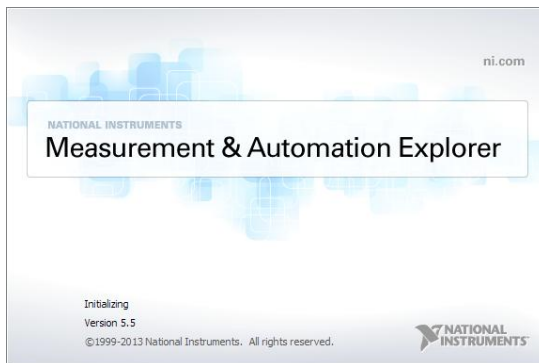 ni.com
NATIONAL INSTRUMENTS
Measurement & Automation Explorer
Initializing
Version 5.5
©1999-2013 National Instruments. All rights reserved.
NATIONAL
INSTRUMENTS